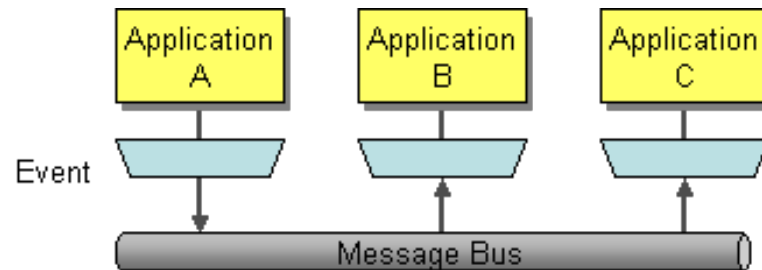 Application
A
Application
B
Application
C
Event
Message Bus